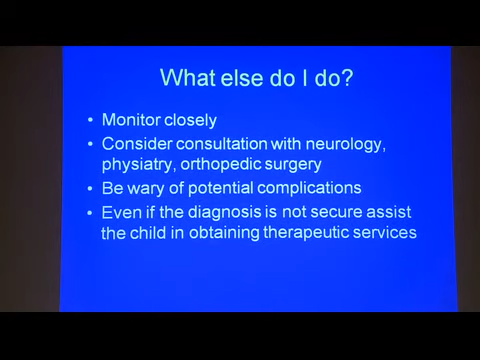 What else do I do?
• Monitor closely
• Consider consultation with neurology,
physiatry, orthopedic surgery
• Be wary of potential complications
• Even if the diagnosis is not secure assist
the child in obtaining therapeutic services